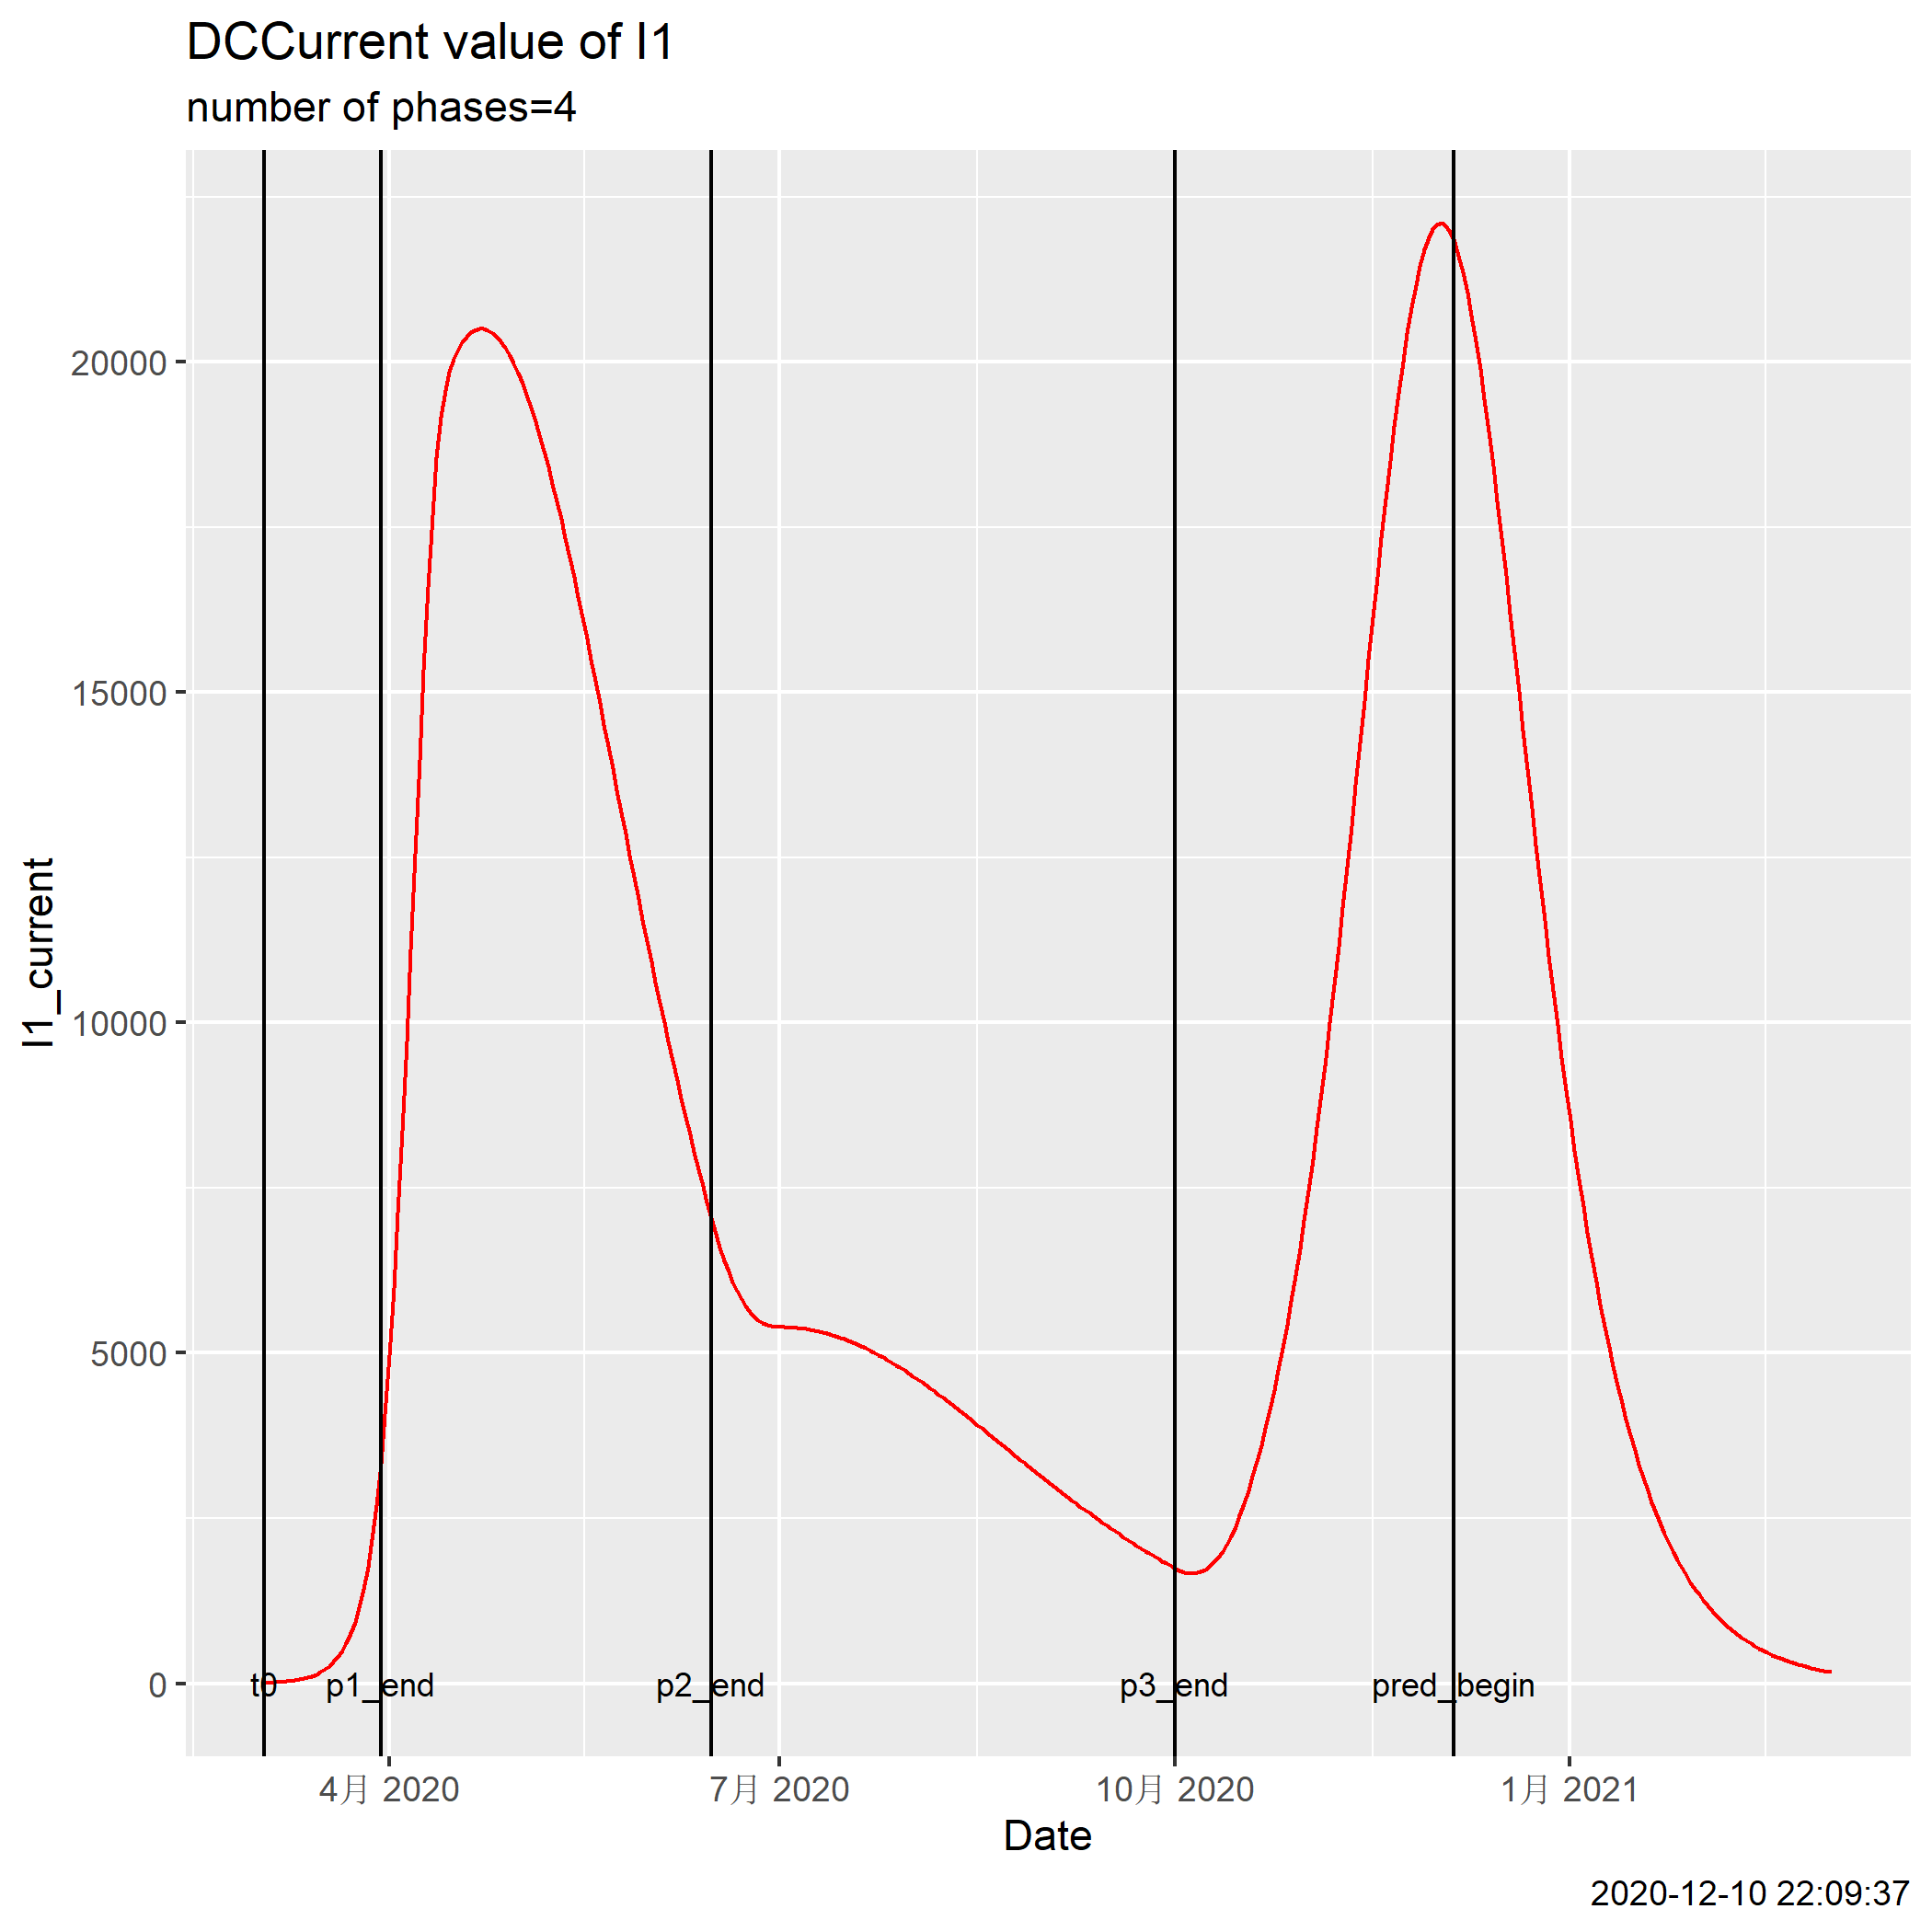 DCCurrent value of I1
number of phases=4
I1_current
20000
15000
10000
5000
0
t0 p1_end p2_end p3_end pred_begin
4月 2020 7月 2020 10月 2020 1月 2021
Date
2020-12-10 22:09:37